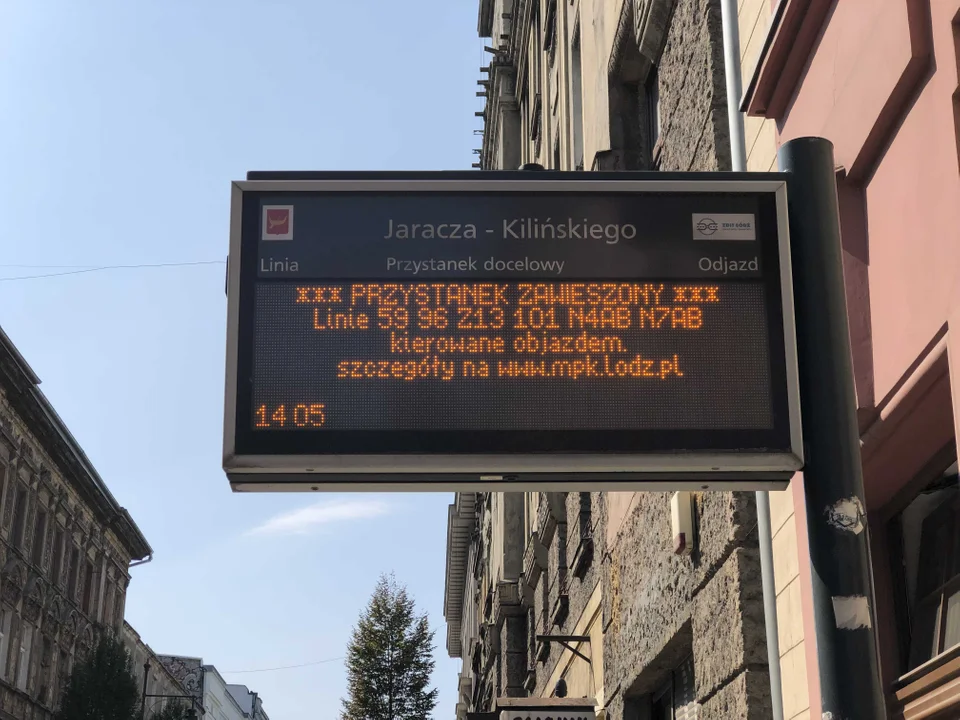 Jaracza - Kilińskiego
Linia Przystanek docelowy Odjazd
*** PRZYSTANEK ZAWIESZONY ***
Linie 59 96 Z13 101 N4AB N7AB
kierowane objazdem.
szczegóły na www.mpk.lodz.pl
14 05